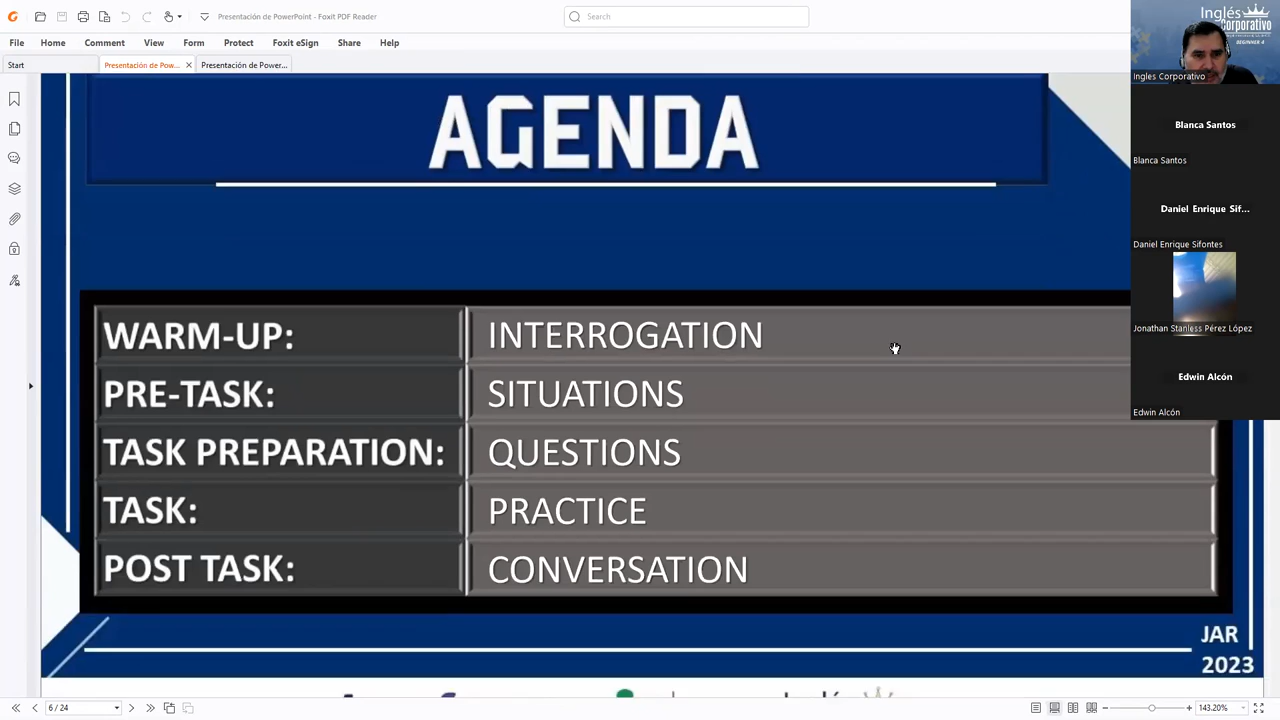 Presentación de PowerPoint - Foxit PDF Reader
Search
File Home Comment View Form Protect Foxit eSign Share Help
Start Presentación de Pow... Presentación de Power...
Inglés
Corporativo
BEGINNER 4
Ingles Corporativo
Blanca Santos
Blanca Santos
Daniel Enrique Sif...
Daniel Enrique Sifontes
Jonathan Stanless Pérez López
Edwin Alcón
Edwin Alcón
AGENDA
WARM-UP: INTERROGATION
PRE-TASK: SITUATIONS
TASK PREPARATION: QUESTIONS
TASK: PRACTICE
POST TASK: CONVERSATION
JAR
2023
6 / 24
143.20%